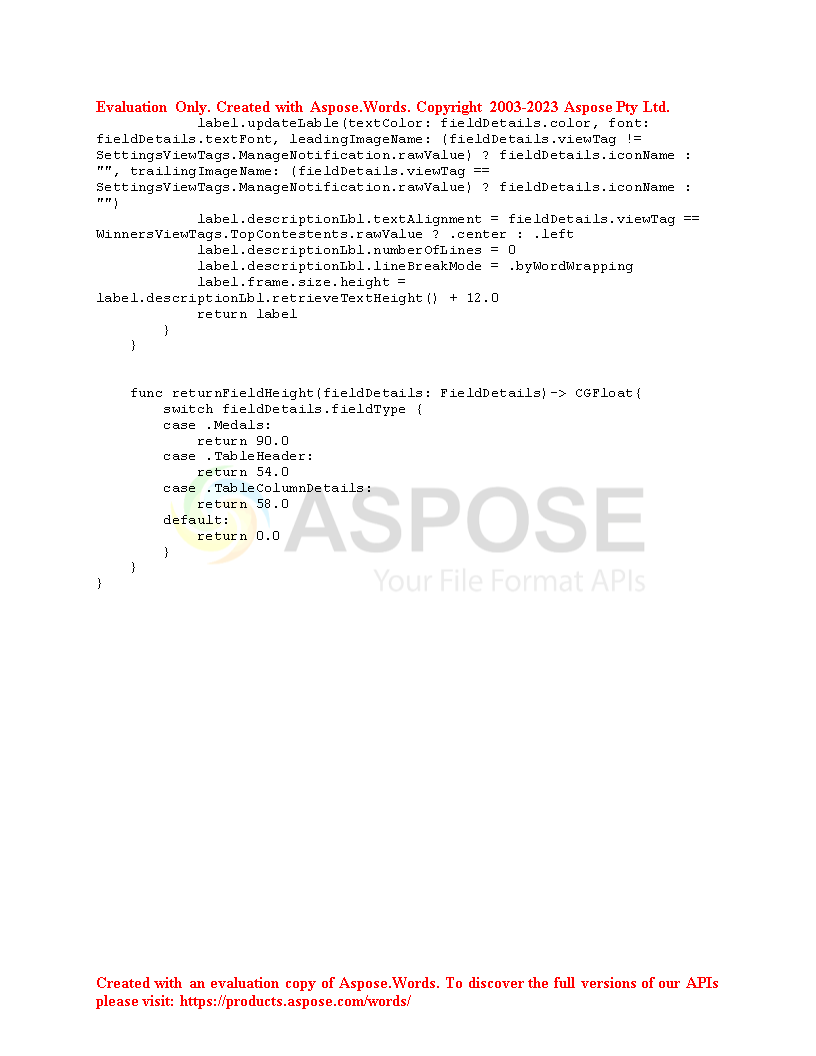 Evaluation Only. Created with Aspose.Words. Copyright 2003-2023 Aspose Pty Ltd.
            label.updateLable(textColor: fieldDetails.color, font:
fieldDetails.textFont, leadingImageName: (fieldDetails.viewTag !=
SettingsViewTags.ManageNotification.rawValue) ? fieldDetails.iconName :
"", trailingImageName: (fieldDetails.viewTag ==
SettingsViewTags.ManageNotification.rawValue) ? fieldDetails.iconName :
"")
            label.descriptionLbl.textAlignment = fieldDetails.viewTag ==
WinnersViewTags.TopContestents.rawValue ? .center : .left
            label.descriptionLbl.numberOfLines = 0
            label.descriptionLbl.lineBreakMode = .byWordWrapping
            label.frame.size.height =
label.descriptionLbl.retrieveTextHeight() + 12.0
            return label
        }
    }
    func returnFieldHeight(fieldDetails: FieldDetails)-> CGFloat{
        switch fieldDetails.fieldType {
        case .Medals:
            return 90.0
        case .TableHeader:
            return 54.0
        case .TableColumnDetails:
            return 58.0
        default:
            return 0.0
        }
    }
}
ASPOSE
Your File Format APIs
Created with an evaluation copy of Aspose.Words. To discover the full versions of our APIs
please visit: https://products.aspose.com/words/